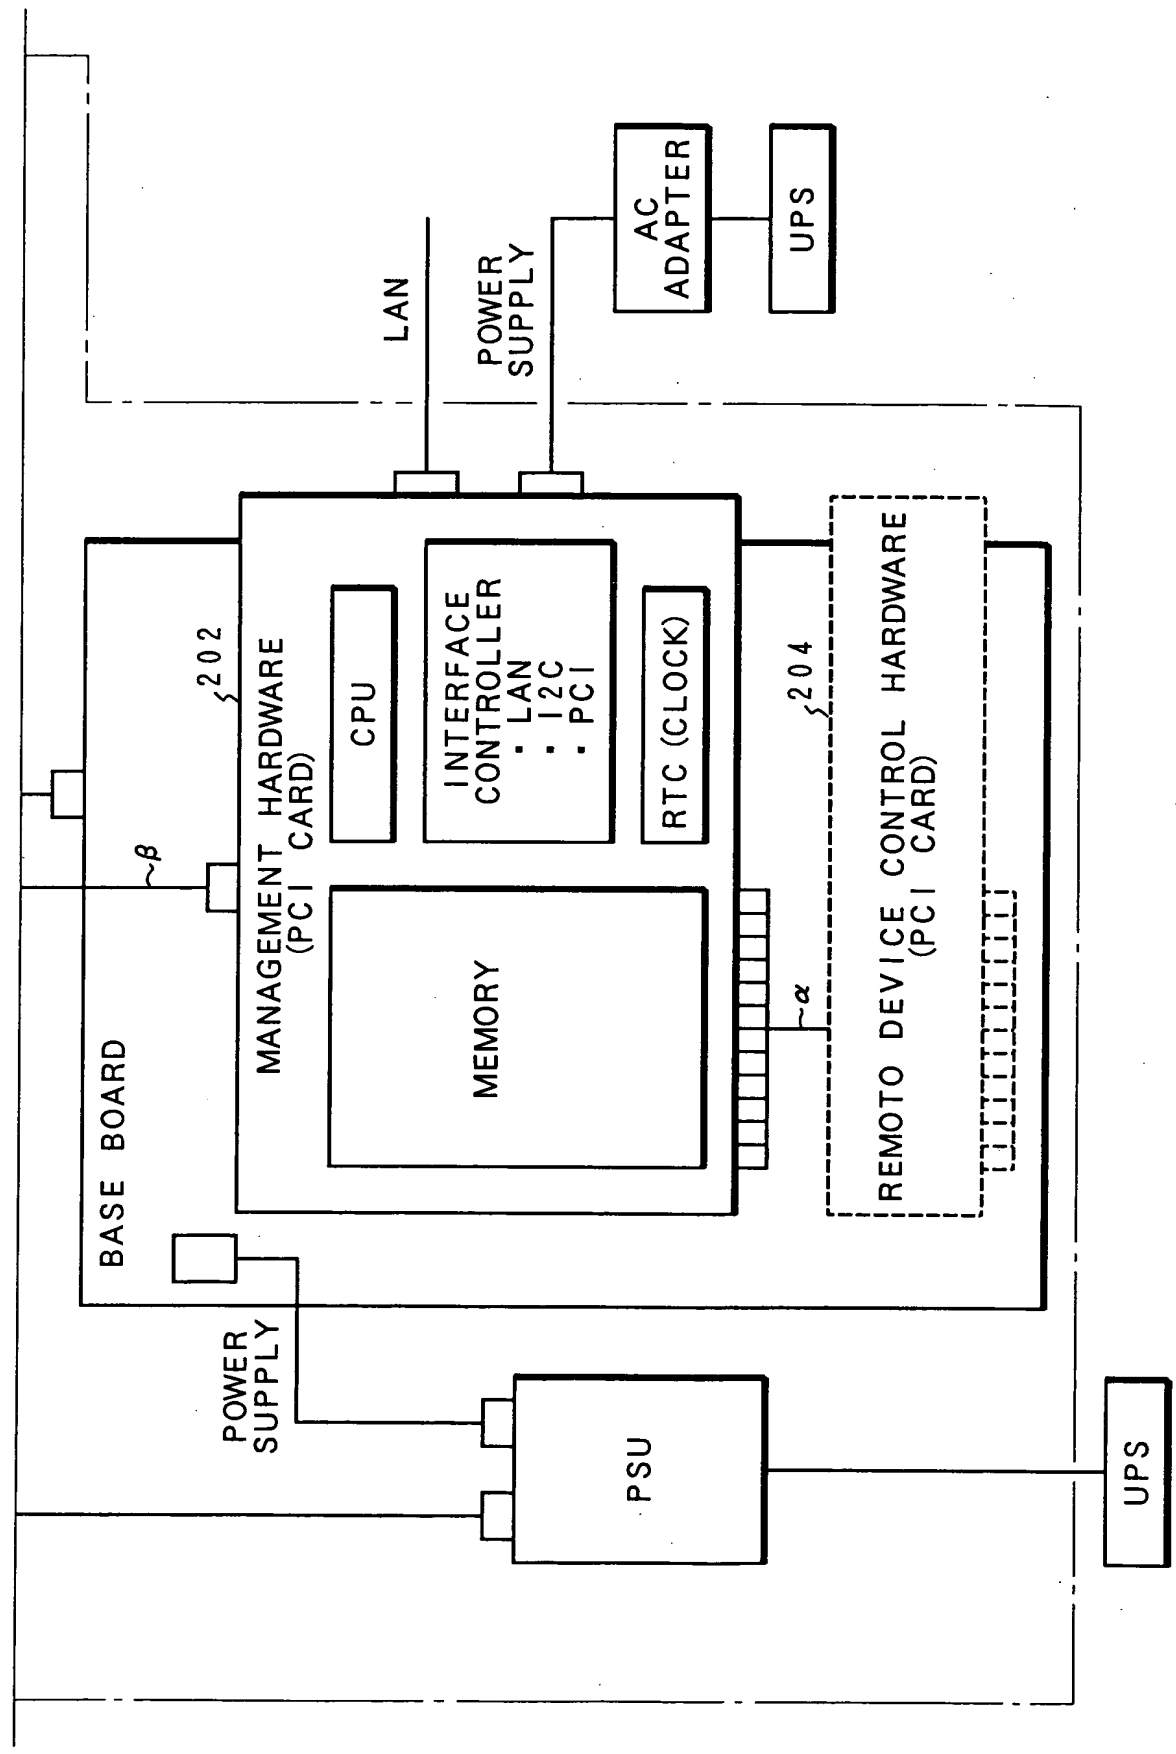 BASE BOARD
β
202
MANAGEMENT HARDWARE
(PCI CARD)
MEMORY
CPU
INTERFACE
CONTROLLER
・LAN
・I2C
・PCI
RTC (CLOCK)
LAN
POWER
SUPPLY
AC
ADAPTER
UPS
α
204
REMOTO DEVICE CONTROL HARDWARE
(PCI CARD)
POWER
SUPPLY
PSU
UPS